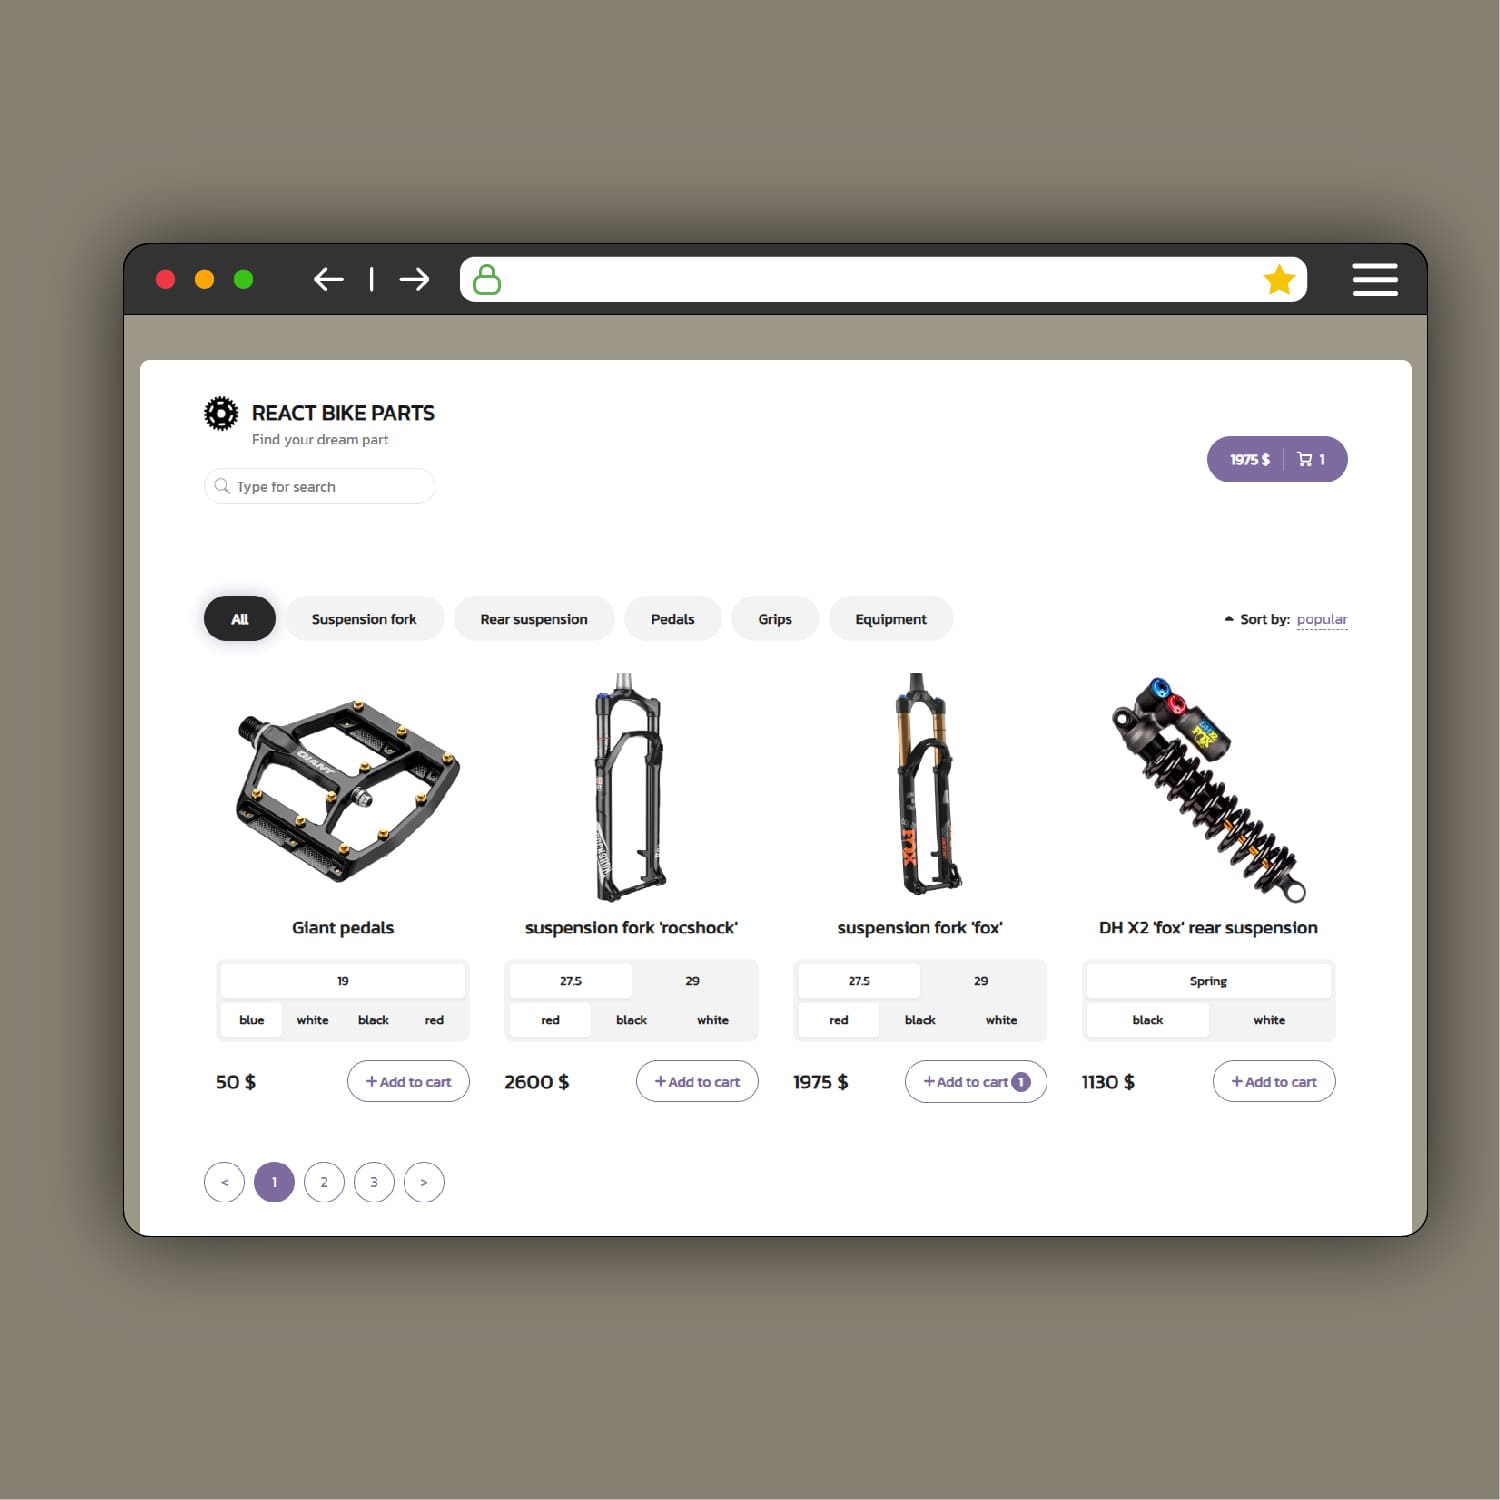 REACT BIKE PARTS
Find your dream part
Type for search
1975 $ 1
All Suspension fork Rear suspension Pedals Grips Equipment Sort by: popular
GIANT
FOX
FOX
Giant pedals
suspension fork 'rocshock'
suspension fork 'fox'
DH X2 'fox' rear suspension
19
blue white black red
27.5 29
red black white
27.5 29
red black white
Spring
black white
50 $ +Add to cart
2600 $ +Add to cart
1975 $ +Add to cart 1
1130 $ +Add to cart
< 1 2 3 >